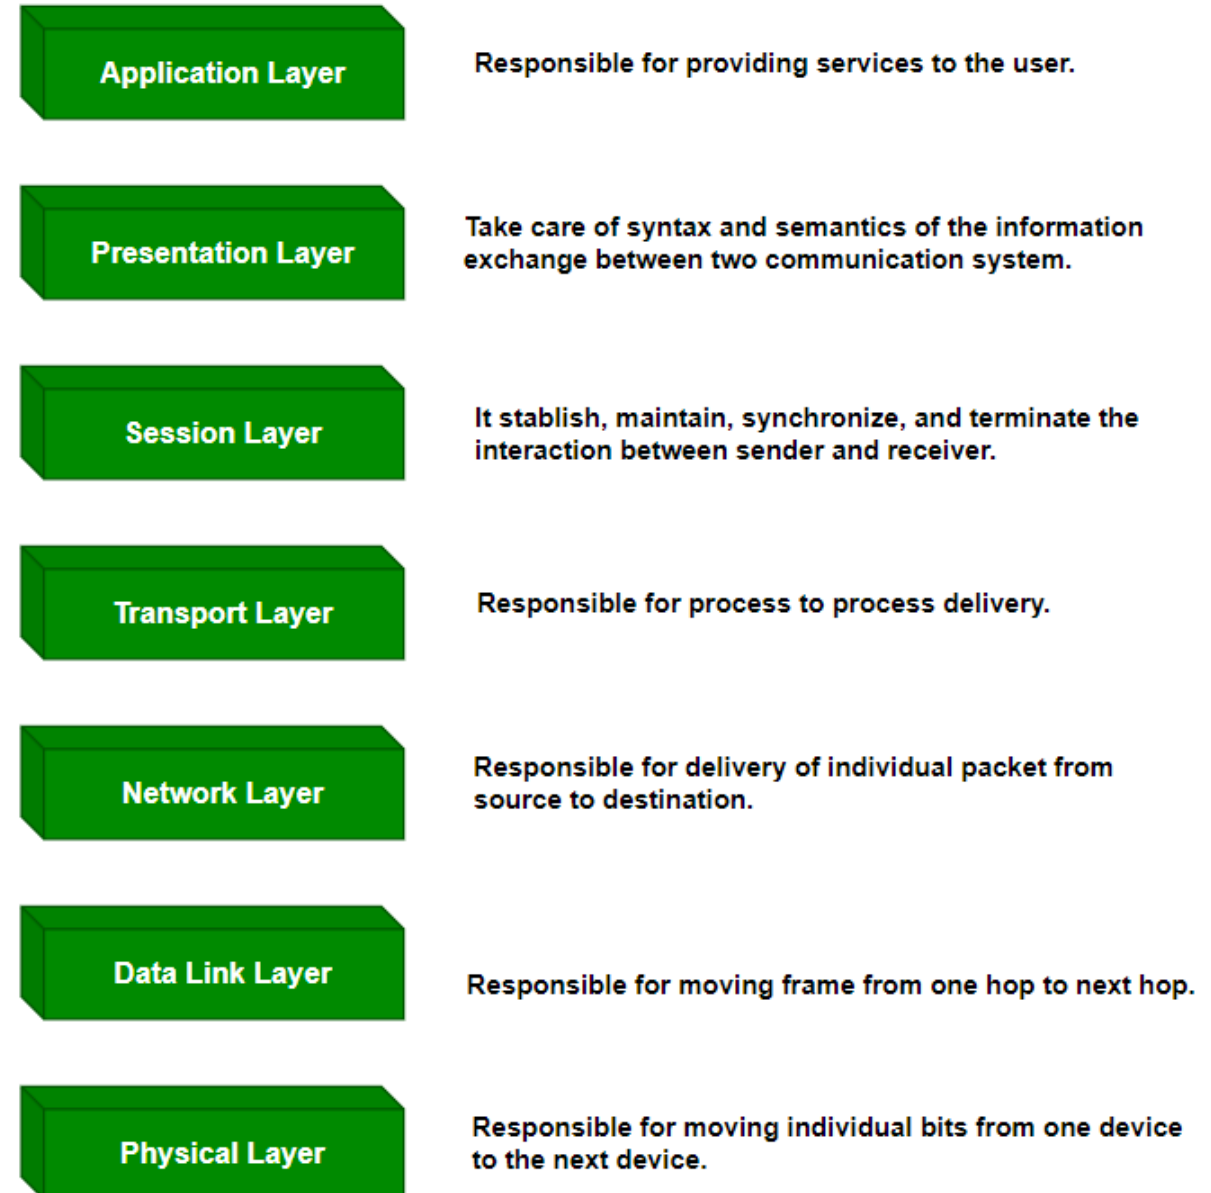 Application Layer
Responsible for providing services to the user.
Presentation Layer
Take care of syntax and semantics of the information
exchange between two communication system.
Session Layer
It stablish, maintain, synchronize, and terminate the
interaction between sender and receiver.
Transport Layer
Responsible for process to process delivery.
Network Layer
Responsible for delivery of individual packet from
source to destination.
Data Link Layer
Responsible for moving frame from one hop to next hop.
Physical Layer
Responsible for moving individual bits from one device
to the next device.